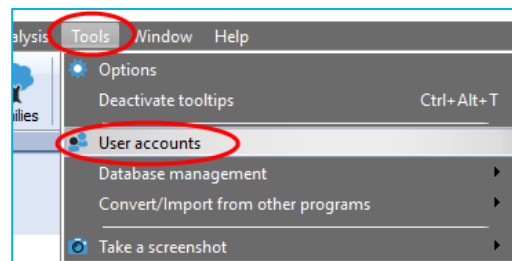 alysis Tools Window Help
ilies
Options
Deactivate tooltips Ctrl+Alt+T
User accounts
Database management
Convert/Import from other programs
Take a screenshot